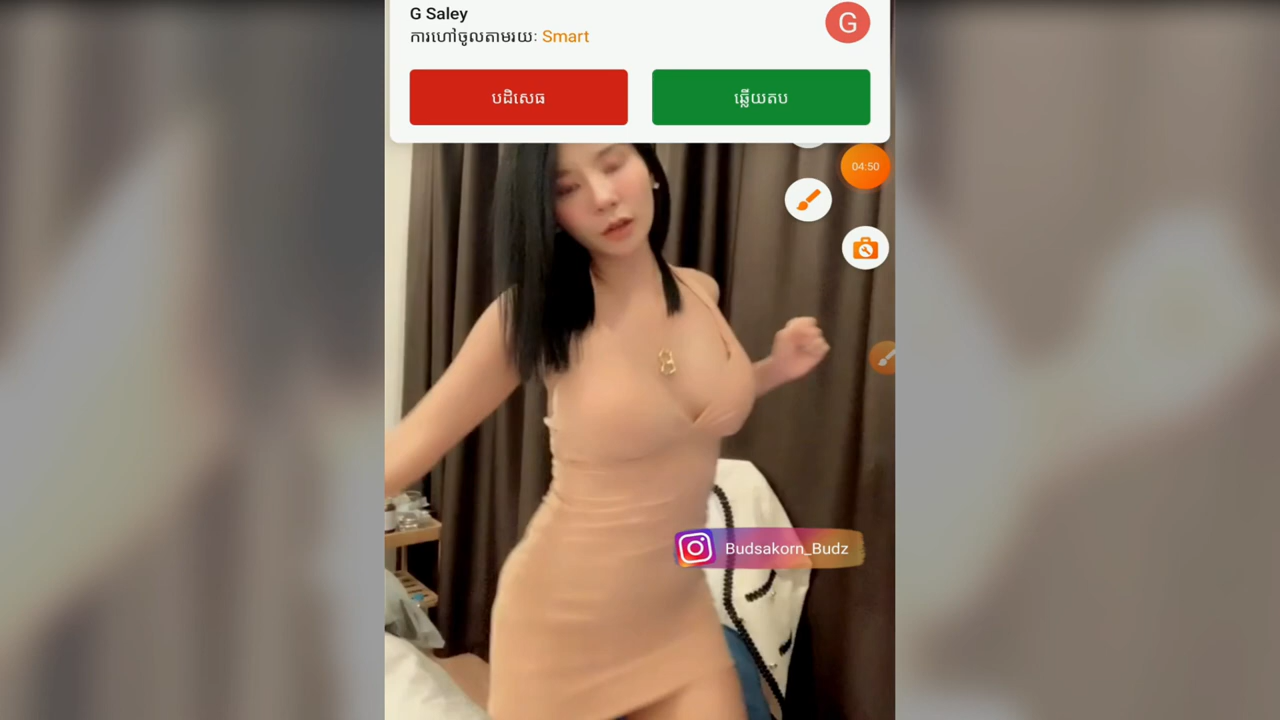 G Saley
ការហៅចូលតាមរយៈ Smart
G
បដិសេធ
ឆ្លើយតប
04:50
Budsakorn_Budz